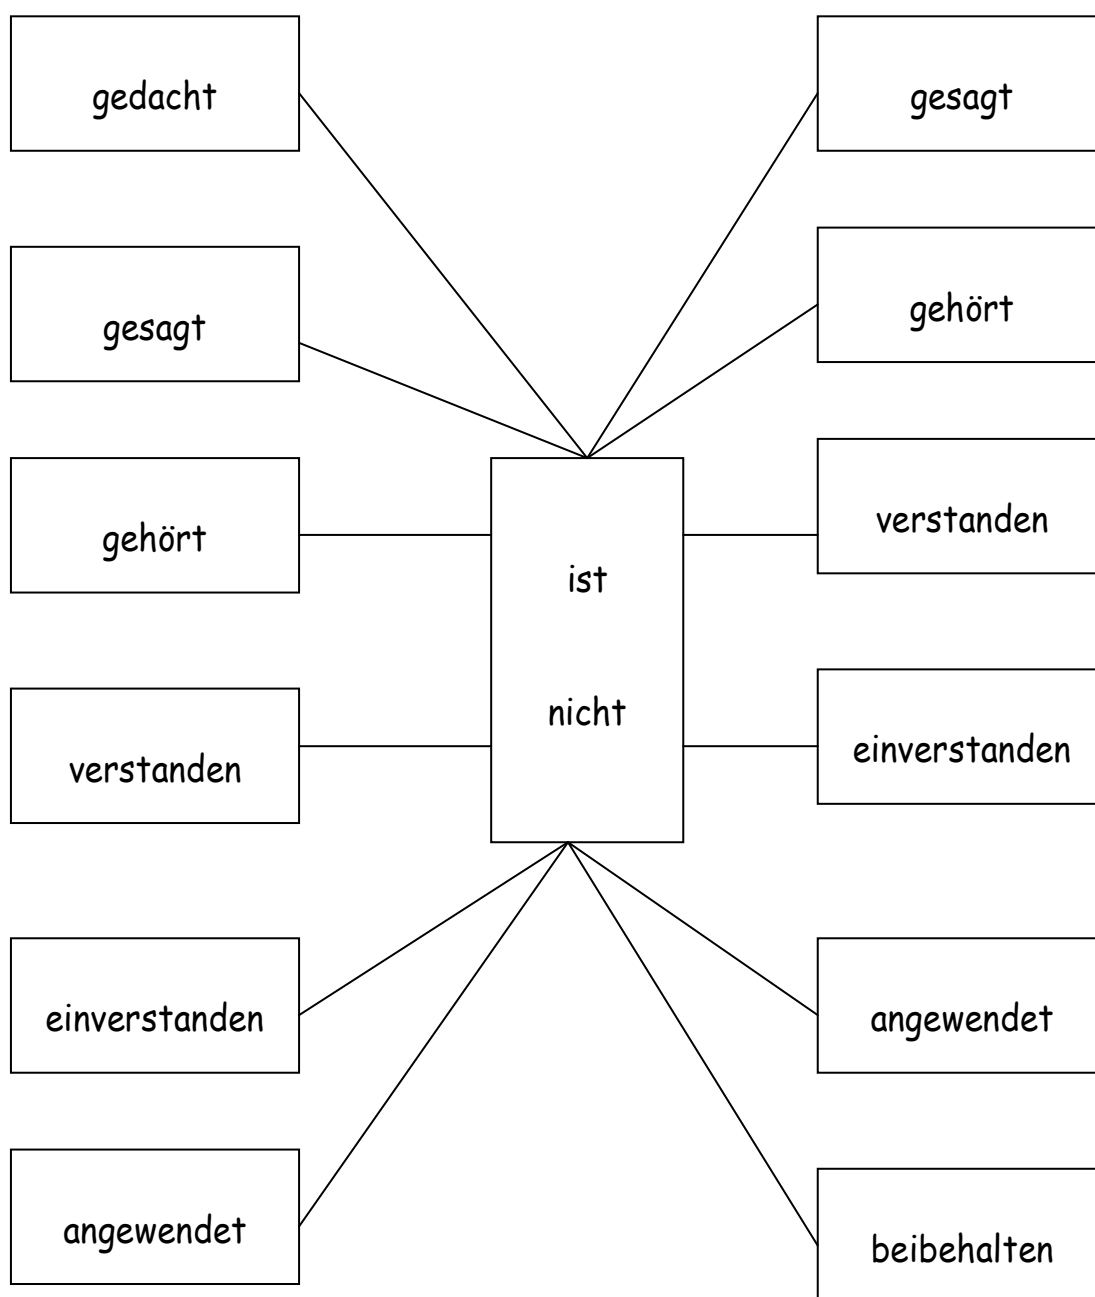 gedacht
gesagt
gesagt
gehört
gehört
verstanden
ist
nicht
verstanden
einverstanden
einverstanden
angewendet
angewendet
beibehalten